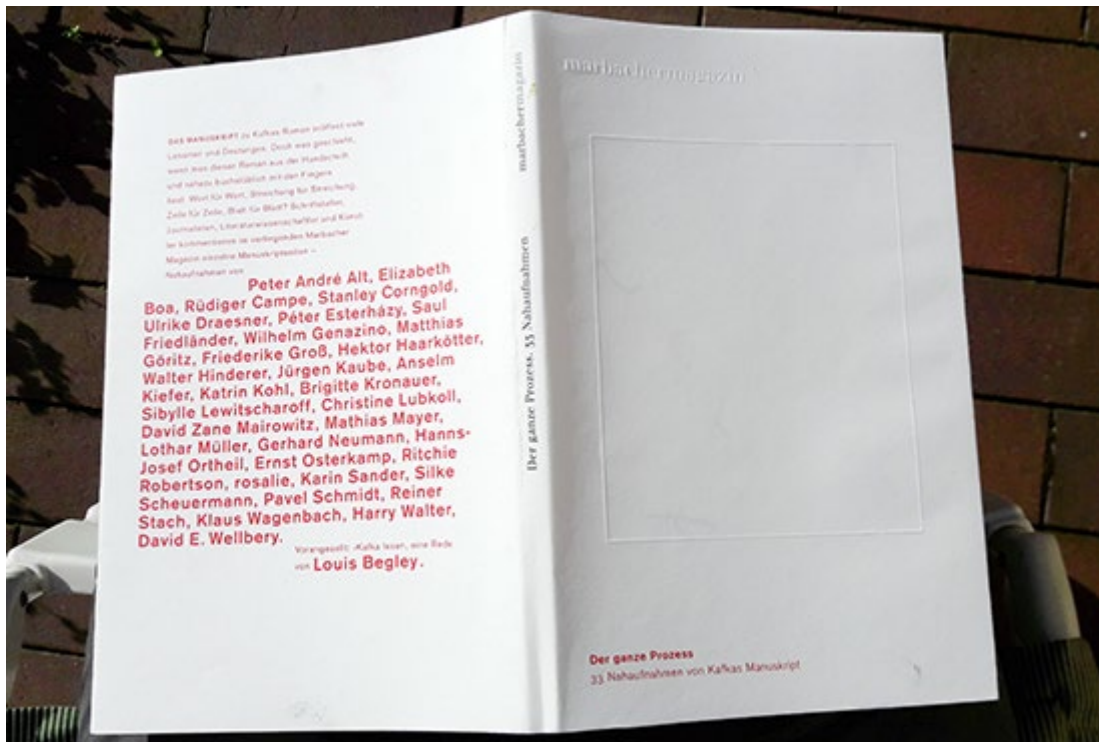 DAS MANUSKRIPT zu Kafkas Roman eröffnet viele
Lesarten und Deutungen. Doch was geschieht,
wenn man diesen Roman aus der Handschrift
und nahezu buchstäblich mit den Fingern
liest: Wort für Wort, Streichung für Streichung,
Zeile für Zeile, Blatt für Blatt? Schriftsteller,
Journalisten, Literaturwissenschaftler und Künst-
ler kommentieren im vorliegenden Marbacher
Magazin einzelne Manuskriptseiten –
Nahaufnahmen von
Peter André Alt, Elizabeth
Boa, Rüdiger Campe, Stanley Corngold,
Ulrike Draesner, Péter Esterházy, Saul
Friedländer, Wilhelm Genazino, Matthias
Göritz, Friederike Groß, Hektor Haarkötter,
Walter Hinderer, Jürgen Kaube, Anselm
Kiefer, Katrin Kohl, Brigitte Kronauer,
Sibylle Lewitscharoff, Christine Lubkoll,
David Zane Mairowitz, Mathias Mayer,
Lothar Müller, Gerhard Neumann, Hanns-
Josef Ortheil, Ernst Osterkamp, Ritchie
Robertson, rosalie, Karin Sander, Silke
Scheuermann, Pavel Schmidt, Reiner
Stach, Klaus Wagenbach, Harry Walter,
David E. Wellbery.
Vorangestellt: ›Kafka lesen‹, eine Rede
von Louis Begley.
Der ganze Prozess. 33 Nahaufnahmen marbachermagazin
marbachermagazin
Der ganze Prozess
33 Nahaufnahmen von Kafkas Manuskript